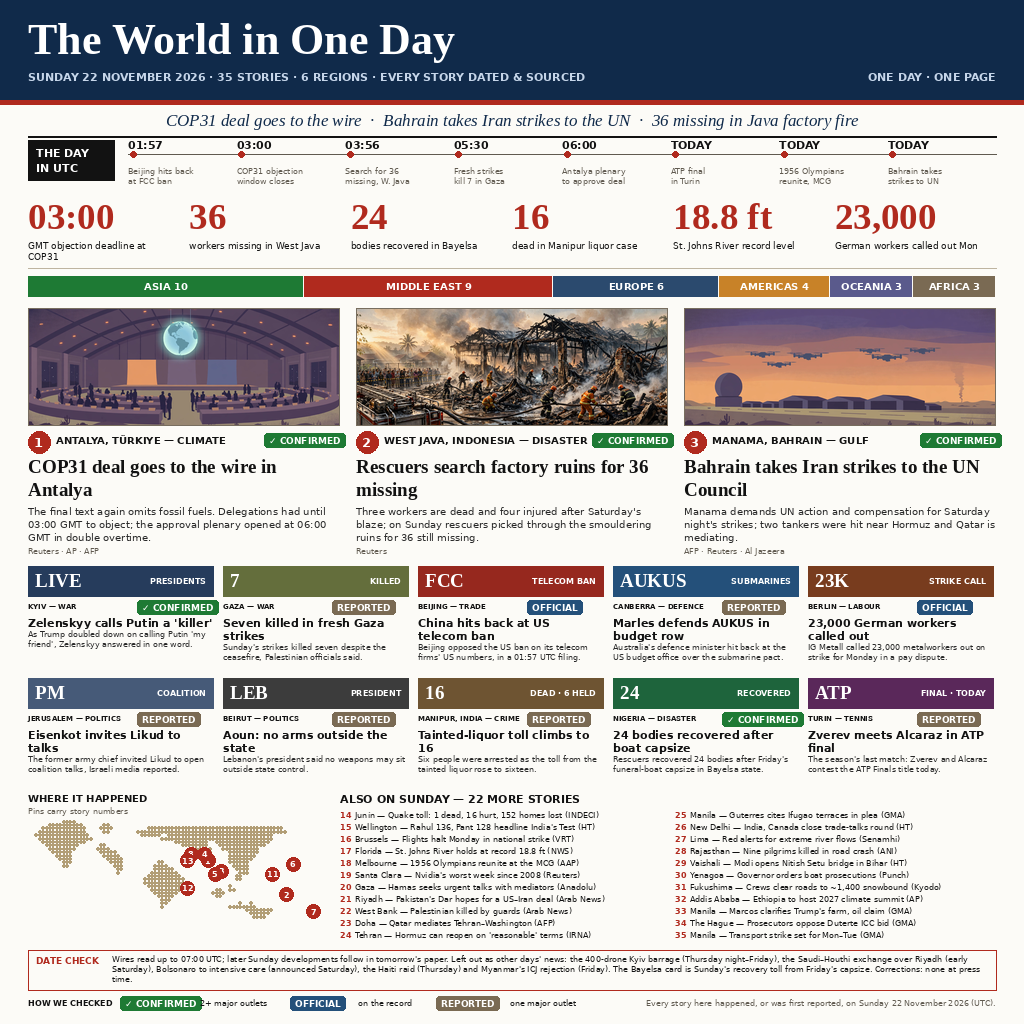 The World in One Day
SUNDAY 22 NOVEMBER 2026 · 35 STORIES · 6 REGIONS · EVERY STORY DATED & SOURCED
ONE DAY · ONE PAGE
COP31 deal goes to the wire · Bahrain takes Iran strikes to the UN · 36 missing in Java factory fire
THE DAY
IN UTC
01:57
Beijing hits back
at FCC ban
03:00
COP31 objection
window closes
03:56
Search for 36
missing, W. Java
05:30
Fresh strikes
kill 7 in Gaza
06:00
Antalya plenary
to approve deal
TODAY
ATP final
in Turin
TODAY
1956 Olympians
reunite, MCG
TODAY
Bahrain takes
strikes to UN
03:00
GMT objection deadline at
COP31
36
workers missing in West Java
24
bodies recovered in Bayelsa
16
dead in Manipur liquor case
18.8 ft
St. Johns River record level
23,000
German workers called out Mon
ASIA 10
MIDDLE EAST 9
EUROPE 6
AMERICAS 4
OCEANIA 3
AFRICA 3
1 ANTALYA, TÜRKIYE — CLIMATE ✓ CONFIRMED
COP31 deal goes to the wire in
Antalya
The final text again omits fossil fuels. Delegations had until
03:00 GMT to object; the approval plenary opened at 06:00
GMT in double overtime.
Reuters · AP · AFP
2 WEST JAVA, INDONESIA — DISASTER ✓ CONFIRMED
Rescuers search factory ruins for 36
missing
Three workers are dead and four injured after Saturday's
blaze; on Sunday rescuers picked through the smouldering
ruins for 36 still missing.
Reuters
3 MANAMA, BAHRAIN — GULF ✓ CONFIRMED
Bahrain takes Iran strikes to the UN
Council
Manama demands UN action and compensation for Saturday
night's strikes; two tankers were hit near Hormuz and Qatar is
mediating.
AFP · Reuters · Al Jazeera
LIVE PRESIDENTS
KYIV — WAR ✓ CONFIRMED
Zelenskyy calls Putin a 'killer'
As Trump doubled down on calling Putin 'my
friend', Zelenskyy answered in one word.
7 KILLED
GAZA — WAR REPORTED
Seven killed in fresh Gaza
strikes
Sunday's strikes killed seven despite the
ceasefire, Palestinian officials said.
FCC TELECOM BAN
BEIJING — TRADE OFFICIAL
China hits back at US
telecom ban
Beijing opposed the US ban on its telecom
firms' US numbers, in a 01:57 UTC filing.
AUKUS SUBMARINES
CANBERRA — DEFENCE REPORTED
Marles defends AUKUS in
budget row
Australia's defence minister hit back at the
US budget office over the submarine pact.
23K STRIKE CALL
BERLIN — LABOUR OFFICIAL
23,000 German workers
called out
IG Metall called 23,000 metalworkers out on
strike for Monday in a pay dispute.
PM COALITION
JERUSALEM — POLITICS REPORTED
Eisenkot invites Likud to
talks
The former army chief invited Likud to open
coalition talks, Israeli media reported.
LEB PRESIDENT
BEIRUT — POLITICS REPORTED
Aoun: no arms outside the
state
Lebanon's president said no weapons may sit
outside state control.
16 DEAD · 6 HELD
MANIPUR, INDIA — CRIME REPORTED
Tainted-liquor toll climbs to
16
Six people were arrested as the toll from the
tainted liquor rose to sixteen.
24 RECOVERED
NIGERIA — DISASTER ✓ CONFIRMED
24 bodies recovered after
boat capsize
Rescuers recovered 24 bodies after Friday's
funeral-boat capsize in Bayelsa state.
ATP FINAL · TODAY
TURIN — TENNIS REPORTED
Zverev meets Alcaraz in ATP
final
The season's last match: Zverev and Alcaraz
contest the ATP Finals title today.
WHERE IT HAPPENED
Pins carry story numbers
4
13
5
6
11
12
2
7
ALSO ON SUNDAY — 22 MORE STORIES
14 Junin — Quake toll: 1 dead, 16 hurt, 152 homes lost (INDECI)
15 Wellington — Rahul 136, Pant 128 headline India's Test (HT)
16 Brussels — Flights halt Monday in national strike (VRT)
17 Florida — St. Johns River holds at record 18.8 ft (NWS)
18 Melbourne — 1956 Olympians reunite at the MCG (AAP)
19 Santa Clara — Nvidia's worst week since 2008 (Reuters)
20 Gaza — Hamas seeks urgent talks with mediators (Anadolu)
21 Riyadh — Pakistan's Dar hopes for a US–Iran deal (Arab News)
22 West Bank — Palestinian killed by guards (Arab News)
23 Doha — Qatar mediates Tehran–Washington (AFP)
24 Tehran — Hormuz can reopen on 'reasonable' terms (IRNA)
25 Manila — Guterres cites Ifugao terraces in plea (GMA)
26 New Delhi — India, Canada close trade-talks round (HT)
27 Lima — Red alerts for extreme river flows (Senamhi)
28 Rajasthan — Nine pilgrims killed in road crash (ANI)
29 Vaishali — Modi opens Nitish Setu bridge in Bihar (HT)
30 Yenagoa — Governor orders boat prosecutions (Punch)
31 Fukushima — Crews clear roads to ~1,400 snowbound (Kyodo)
32 Addis Ababa — Ethiopia to host 2027 climate summit (AP)
33 Manila — Marcos clarifies Trump's farm, oil claim (GMA)
34 The Hague — Prosecutors oppose Duterte ICC bid (GMA)
35 Manila — Transport strike set for Mon–Tue (GMA)
DATE CHECK
Wires read up to 07:00 UTC; later Sunday developments follow in tomorrow's paper. Left out as other days' news: the 400-drone Kyiv barrage (Thursday night–Friday), the Saudi–Houthi exchange over Riyadh (early
Saturday), Bolsonaro to intensive care (announced Saturday), the Haiti raid (Thursday) and Myanmar's ICJ rejection (Friday). The Bayelsa card is Sunday's recovery toll from Friday's capsize. Corrections: none at press
time.
HOW WE CHECKED ✓ CONFIRMED 2+ major outlets OFFICIAL on the record REPORTED one major outlet
Every story here happened, or was first reported, on Sunday 22 November 2026 (UTC).